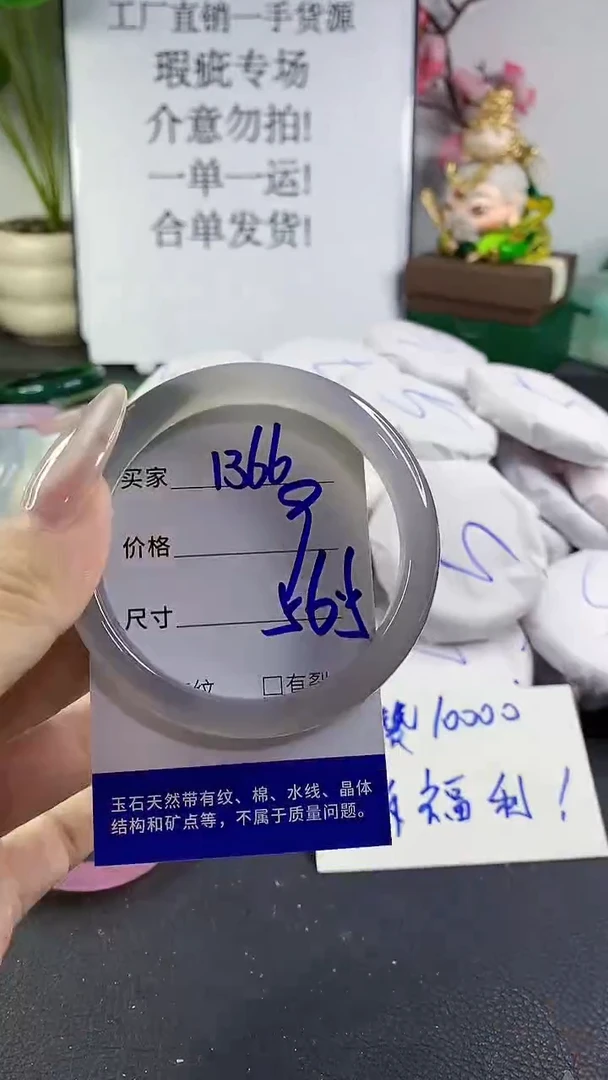 工厂直销一手货源
瑕疵专场
介意勿拍!
一单一运!
合单发货!
买家 1366
价格 9
尺寸 56
纹 □有裂
10000
福利!
玉石天然带有纹、棉、水线、晶体
结构和矿点等，不属于质量问题。